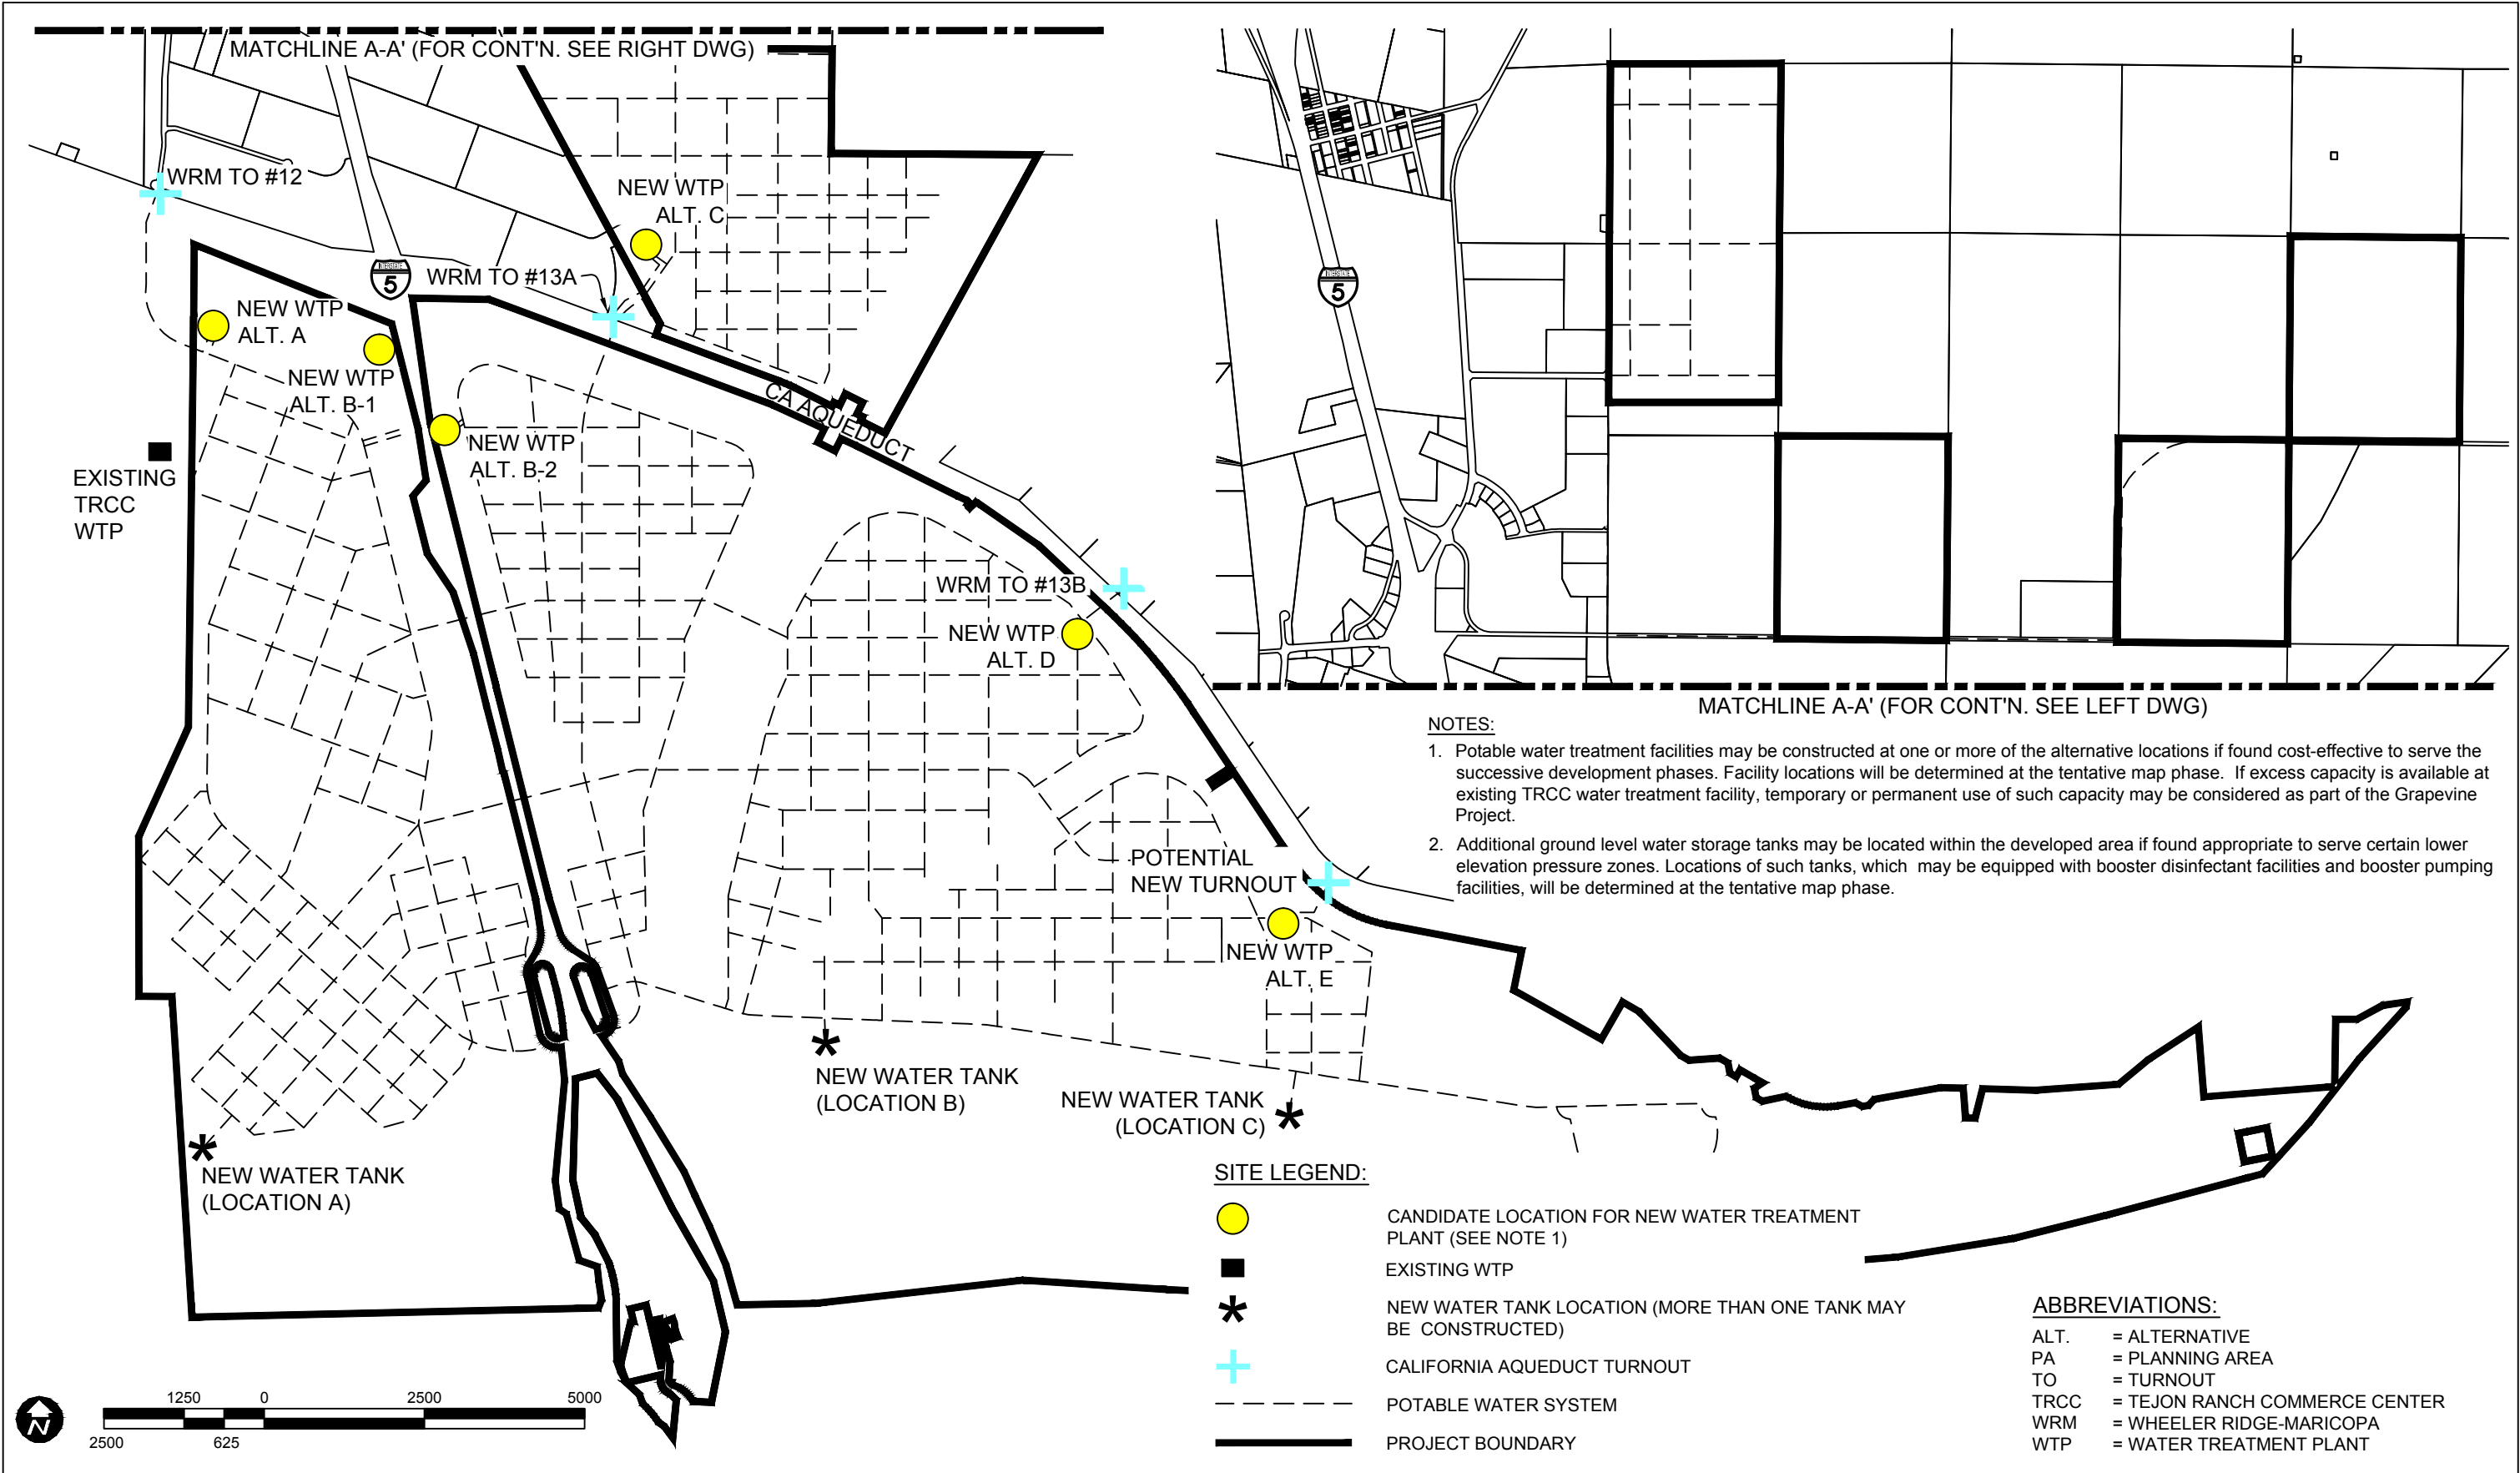 MATCHLINE A-A' (FOR CONT'N. SEE RIGHT DWG)
WRM TO #12
NEW WTP
ALT. C
INTERSTATE
5
WRM TO #13A
NEW WTP
ALT. A
NEW WTP
ALT. B-1
NEW WTP
ALT. B-2
CA AQUEDUCT
EXISTING
TRCC
WTP
WRM TO #13B
NEW WTP
ALT. D
POTENTIAL
NEW TURNOUT
NEW WTP
ALT. E
NEW WATER TANK
(LOCATION B)
NEW WATER TANK
(LOCATION C)
NEW WATER TANK
(LOCATION A)
INTERSTATE
5
MATCHLINE A-A' (FOR CONT'N. SEE LEFT DWG)
NOTES:
1. Potable water treatment facilities may be constructed at one or more of the alternative locations if found cost-effective to serve the
successive development phases. Facility locations will be determined at the tentative map phase. If excess capacity is available at
existing TRCC water treatment facility, temporary or permanent use of such capacity may be considered as part of the Grapevine
Project.
2. Additional ground level water storage tanks may be located within the developed area if found appropriate to serve certain lower
elevation pressure zones. Locations of such tanks, which may be equipped with booster disinfectant facilities and booster pumping
facilities, will be determined at the tentative map phase.
SITE LEGEND:
CANDIDATE LOCATION FOR NEW WATER TREATMENT
PLANT (SEE NOTE 1)
EXISTING WTP
NEW WATER TANK LOCATION (MORE THAN ONE TANK MAY
BE CONSTRUCTED)
CALIFORNIA AQUEDUCT TURNOUT
POTABLE WATER SYSTEM
PROJECT BOUNDARY
ABBREVIATIONS:
ALT. = ALTERNATIVE
PA = PLANNING AREA
TO = TURNOUT
TRCC = TEJON RANCH COMMERCE CENTER
WRM = WHEELER RIDGE-MARICOPA
WTP = WATER TREATMENT PLANT
N
1250 0 2500 5000
2500 625